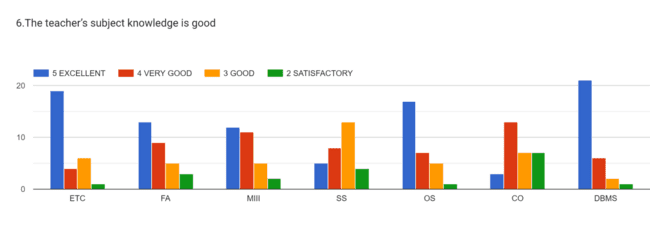 6.The teacher's subject knowledge is good
5 EXCELLENT 4 VERY GOOD 3 GOOD 2 SATISFACTORY
20
10
0
ETC FA MIII SS OS CO DBMS